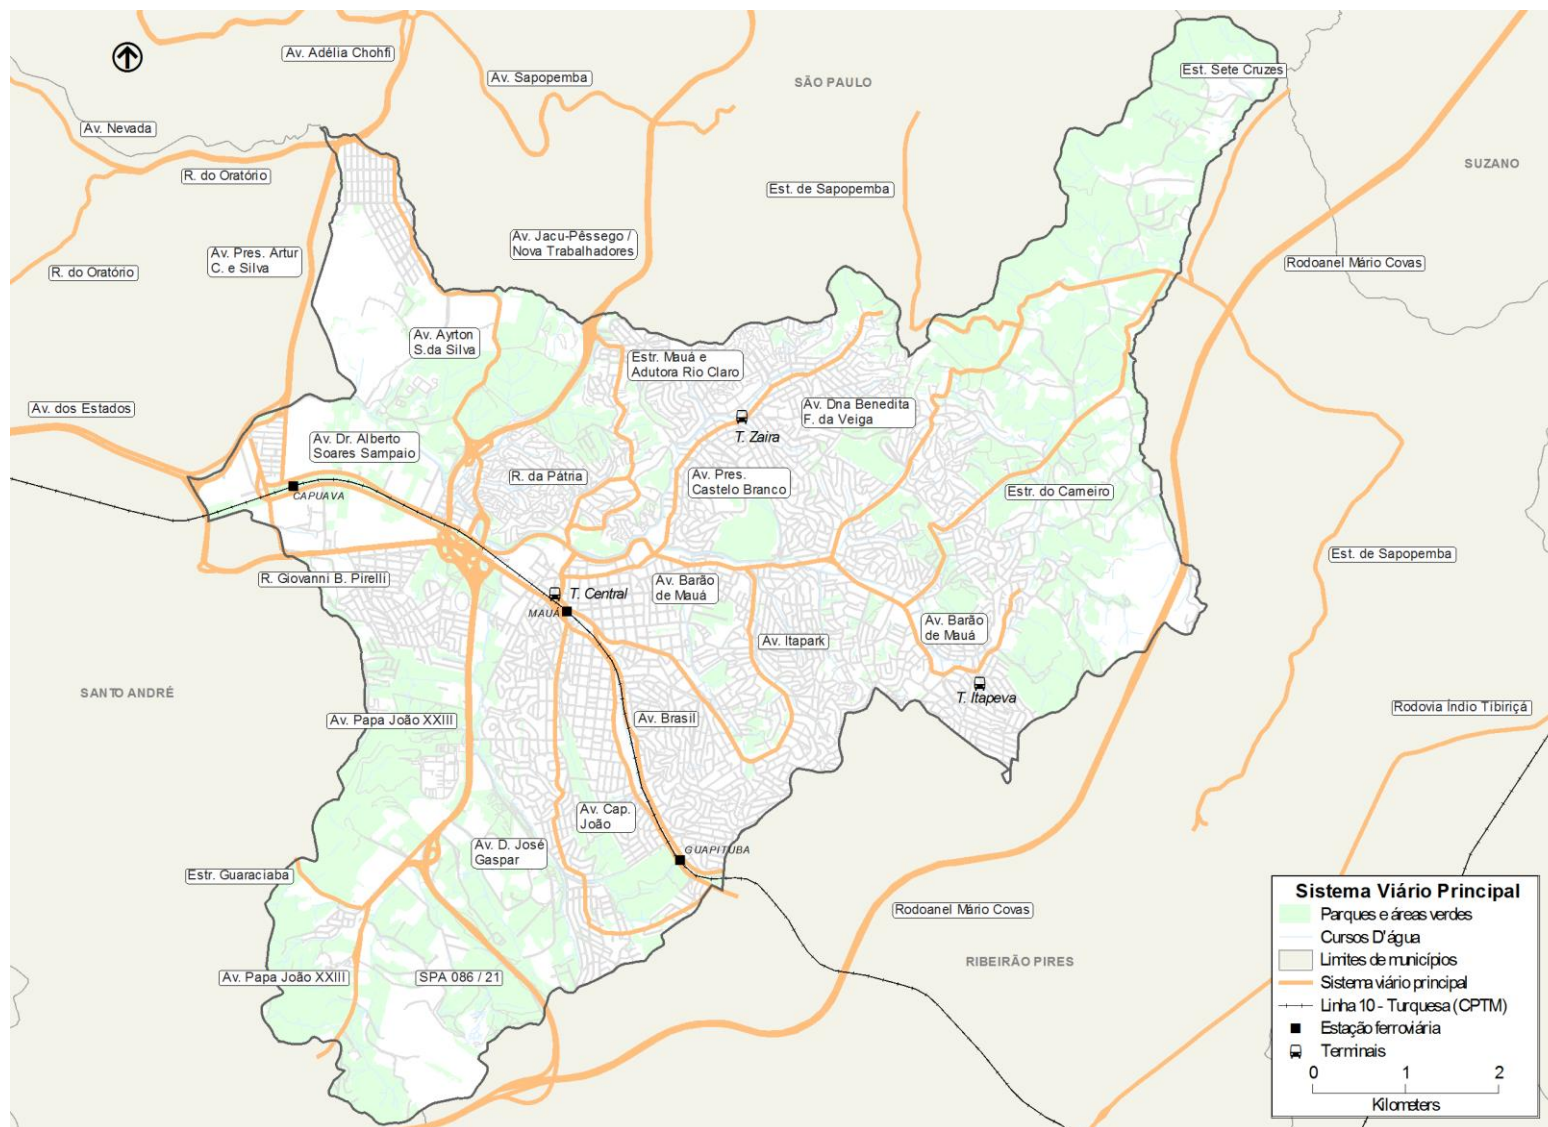 Av. Adélia Chohfi
Av. Sapopemba
SÃO PAULO
Est. Sete Cruzes
Av. Nevada
R. do Oratório
Est. de Sapopemba
SUZANO
Av. Pres. Artur
C. e Silva
Av. Jacu-Pêssego /
Nova Trabalhadores
R. do Oratório
Rodoanel Mário Covas
Av. Ayrton
S.da Silva
Estr. Mauá e
Adutora Rio Claro
Av. dos Estados
Av. Dna Benedita
F. da Veiga
T. Zaira
Av. Dr. Alberto
Soares Sampaio
R. da Pátria
Av. Pres.
Castelo Branco
CAPUAVA
Estr. do Carneiro
Est. de Sapopemba
R. Giovanni B. Pirelli
Av. Barão
de Mauá
T. Central
MAUÁ
Av. Itapark
Av. Barão
de Mauá
SANTO ANDRÉ
T. Itapeva
Av. Papa João XXIII
Av. Brasil
Rodovia Índio Tibiriçá
Av. Cap.
João
Av. D. José
Gaspar
GUAPITUBA
Estr. Guaraciaba
Rodoanel Mário Covas
Av. Papa João XXIII
SPA 086 / 21
RIBEIRÃO PIRES
Sistema Viário Principal
Parques e áreas verdes
Cursos D'água
Limites de municípios
Sistema viário principal
Linha 10 - Turquesa (CPTM)
Estação ferroviária
Terminais
0 1 2
Kilometers